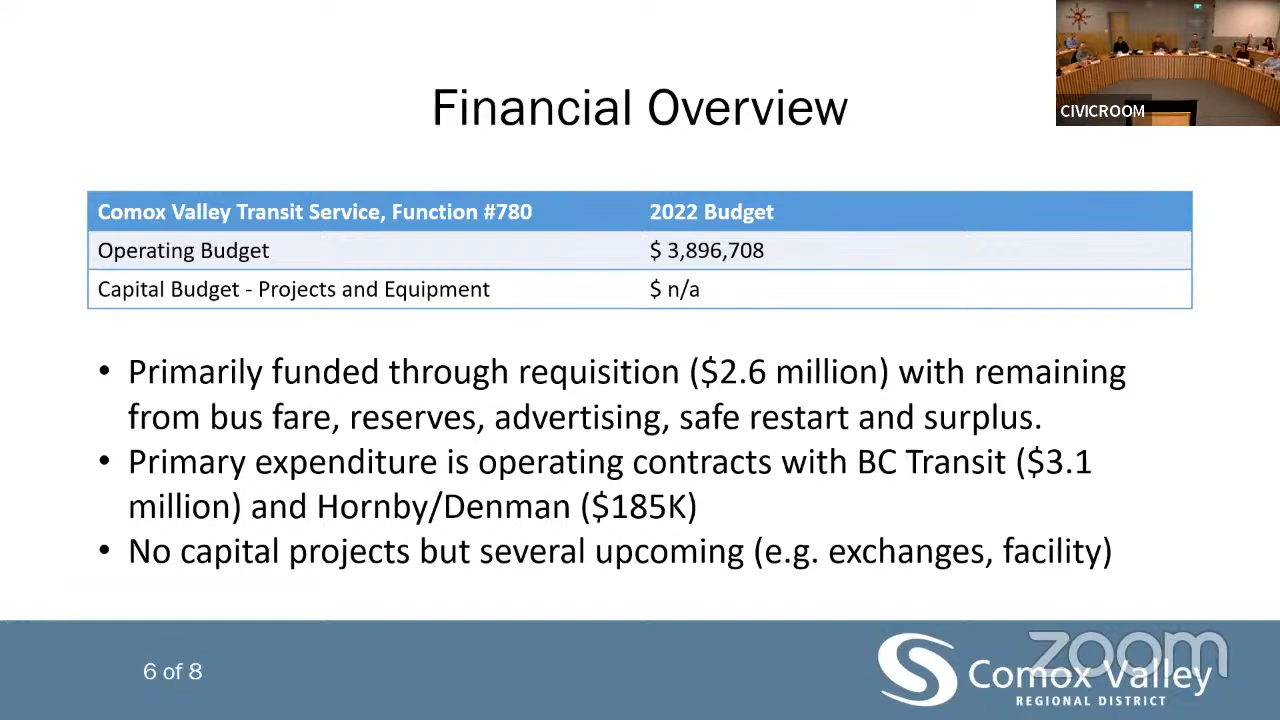 CIVICROOM
Financial Overview
Comox Valley Transit Service, Function #780 2022 Budget
Operating Budget $ 3,896,708
Capital Budget - Projects and Equipment $ n/a
• Primarily funded through requisition ($2.6 million) with remaining
from bus fare, reserves, advertising, safe restart and surplus.
• Primary expenditure is operating contracts with BC Transit ($3.1
million) and Hornby/Denman ($185K)
• No capital projects but several upcoming (e.g. exchanges, facility)
6 of 8
zoom
Comox Valley
REGIONAL DISTRICT